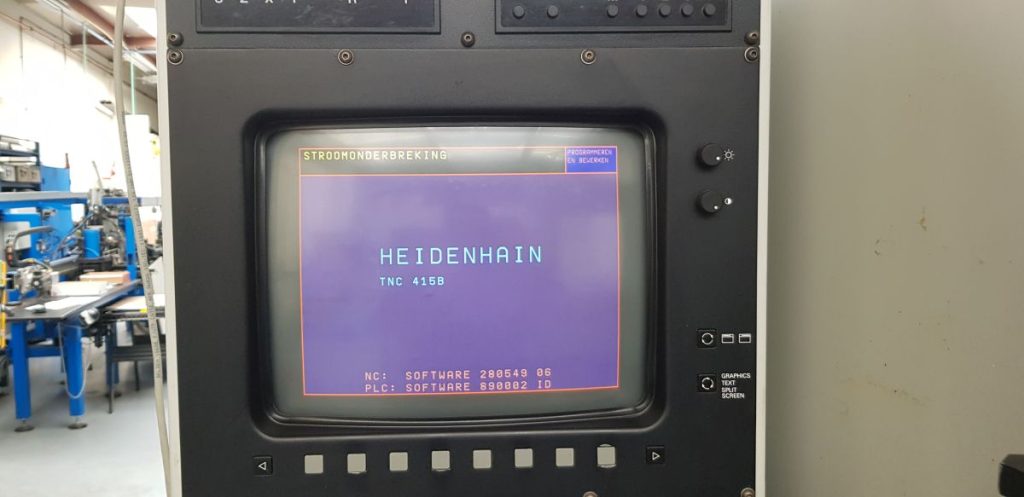 STROOMONDERBREKING
PROGRAMMEREN
EN BEWERKEN
HEIDENHAIN
TNC 415B
NC: SOFTWARE 280549 06
PLC: SOFTWARE 890002 ID
GRAPHICS
TEXT
SPLIT
SCREEN